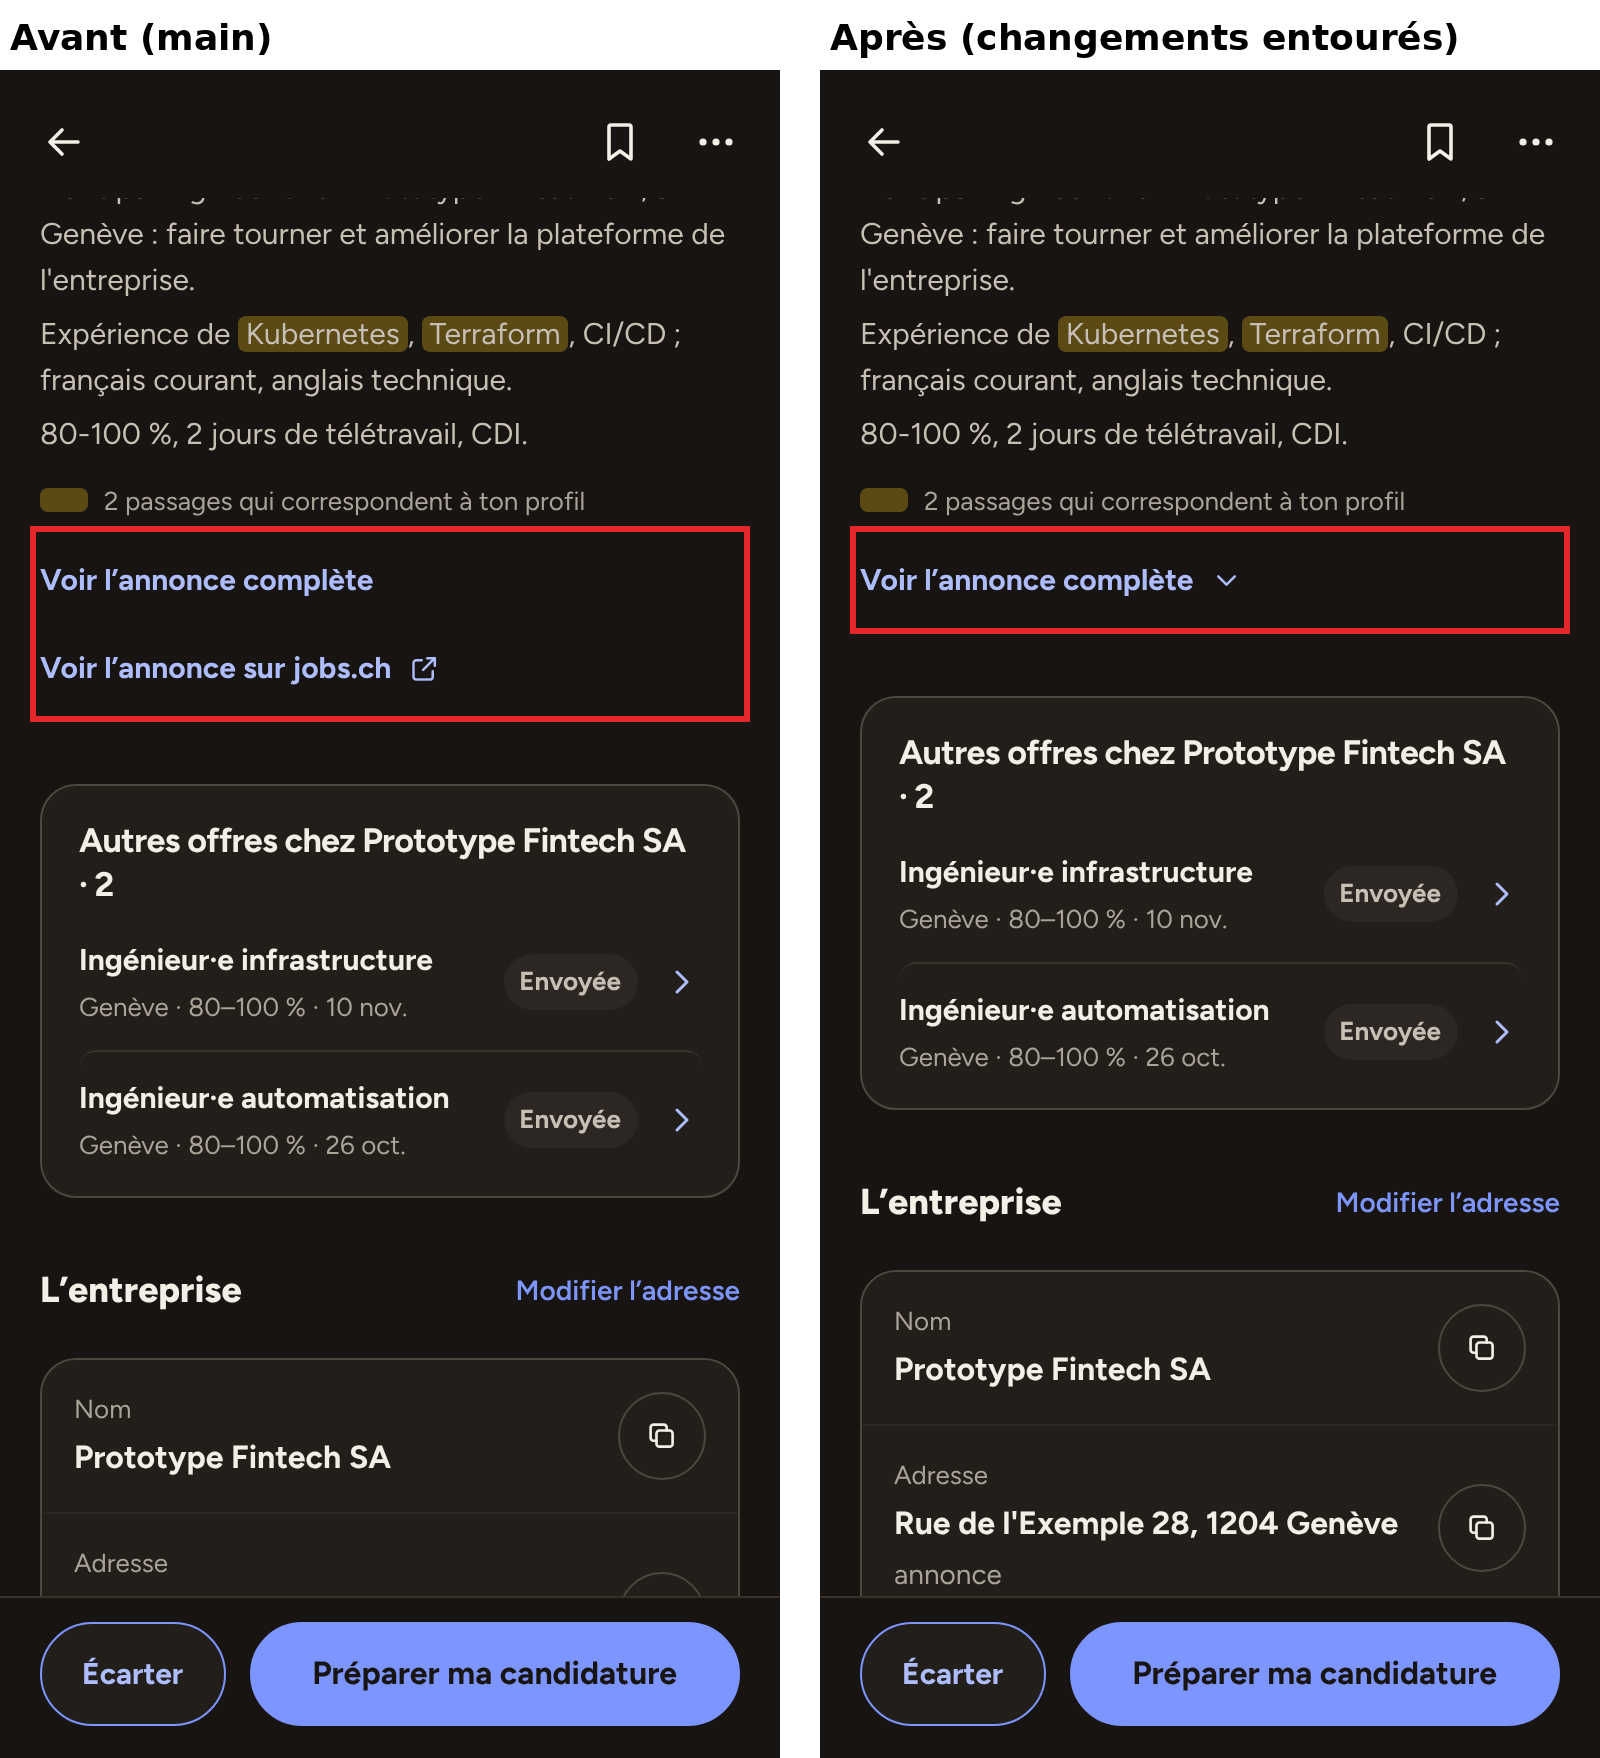 Avant (main)
Genève : faire tourner et améliorer la plateforme de
l'entreprise.
Expérience de Kubernetes, Terraform, CI/CD ;
français courant, anglais technique.
80-100 %, 2 jours de télétravail, CDI.
2 passages qui correspondent à ton profil
Voir l’annonce complète
Voir l’annonce sur jobs.ch
Autres offres chez Prototype Fintech SA
· 2
Ingénieur·e infrastructure
Envoyée
Genève · 80–100 % · 10 nov.
Ingénieur·e automatisation
Envoyée
Genève · 80–100 % · 26 oct.
L’entreprise
Modifier l’adresse
Nom
Prototype Fintech SA
Adresse
Écarter
Préparer ma candidature
Après (changements entourés)
Genève : faire tourner et améliorer la plateforme de
l'entreprise.
Expérience de Kubernetes, Terraform, CI/CD ;
français courant, anglais technique.
80-100 %, 2 jours de télétravail, CDI.
2 passages qui correspondent à ton profil
Voir l’annonce complète
Autres offres chez Prototype Fintech SA
· 2
Ingénieur·e infrastructure
Envoyée
Genève · 80–100 % · 10 nov.
Ingénieur·e automatisation
Envoyée
Genève · 80–100 % · 26 oct.
L’entreprise
Modifier l’adresse
Nom
Prototype Fintech SA
Adresse
Rue de l'Exemple 28, 1204 Genève
annonce
Écarter
Préparer ma candidature